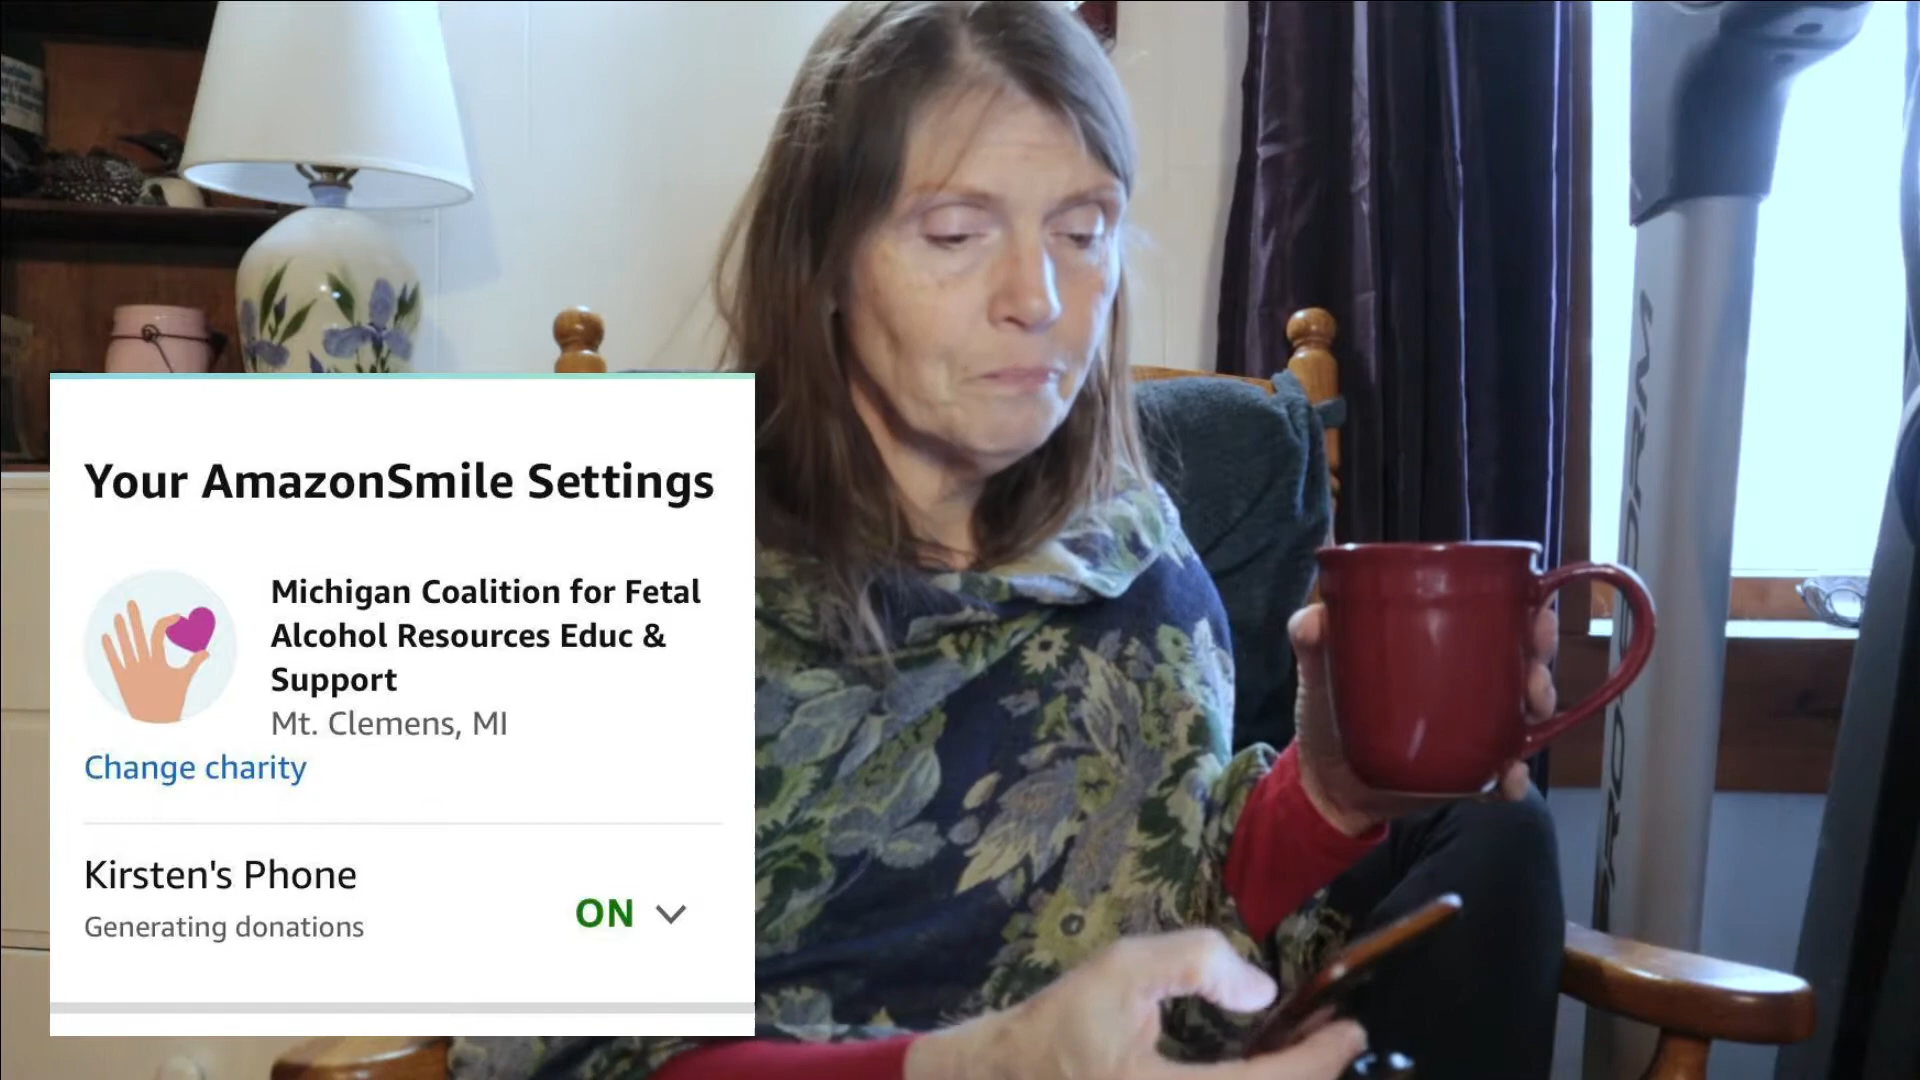 Your AmazonSmile Settings
Michigan Coalition for Fetal
Alcohol Resources Educ &
Support
Mt. Clemens, MI
Change charity
Kirsten's Phone
Generating donations
ON